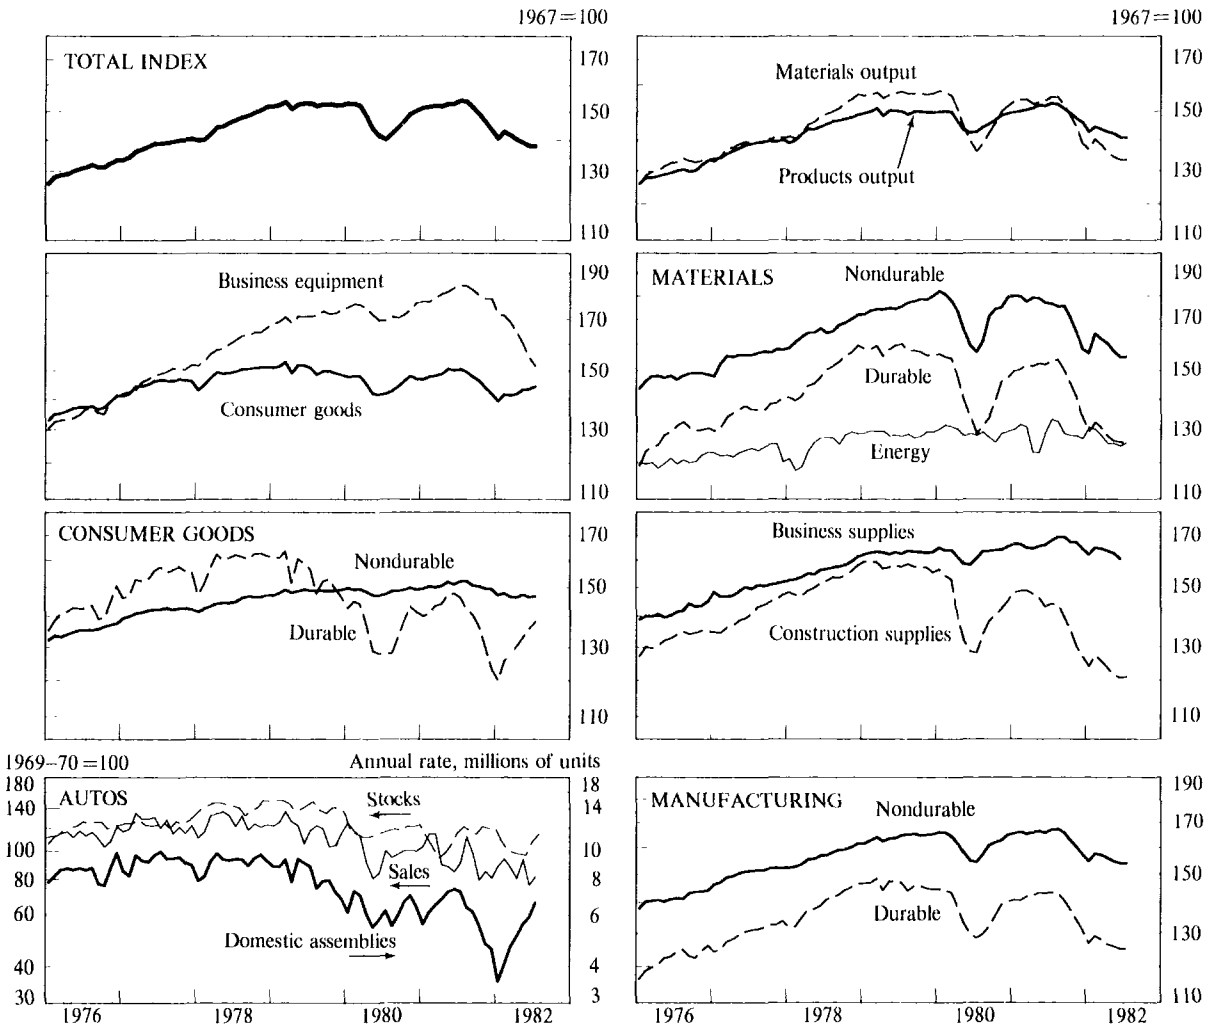 1967=100
TOTAL INDEX
170
150
130
110
1967=100
Materials output
Products output
170
150
130
110
Business equipment
Consumer goods
190
170
150
130
110
MATERIALS
Nondurable
Durable
Energy
190
170
150
130
110
CONSUMER GOODS
Nondurable
Durable
170
150
130
110
Business supplies
Construction supplies
170
150
130
110
1969–70=100
Annual rate, millions of units
180
140
100
80
60
40
30
AUTOS
Stocks
Sales
Domestic assemblies
18
14
10
8
6
4
3
1976 1978 1980 1982
MANUFACTURING
Nondurable
Durable
190
170
150
130
110
1976 1978 1980 1982